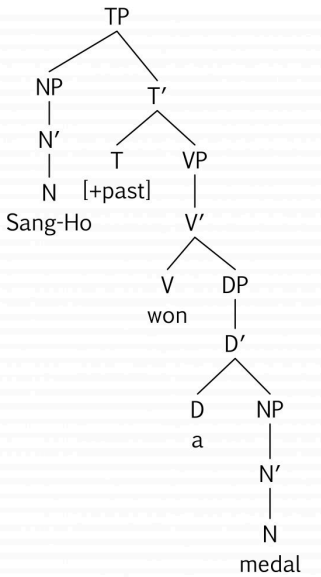 TP
NP T′
N′ T VP
N [+past]
Sang-Ho V′
V DP
won
D′
D NP
a
N′
N
medal